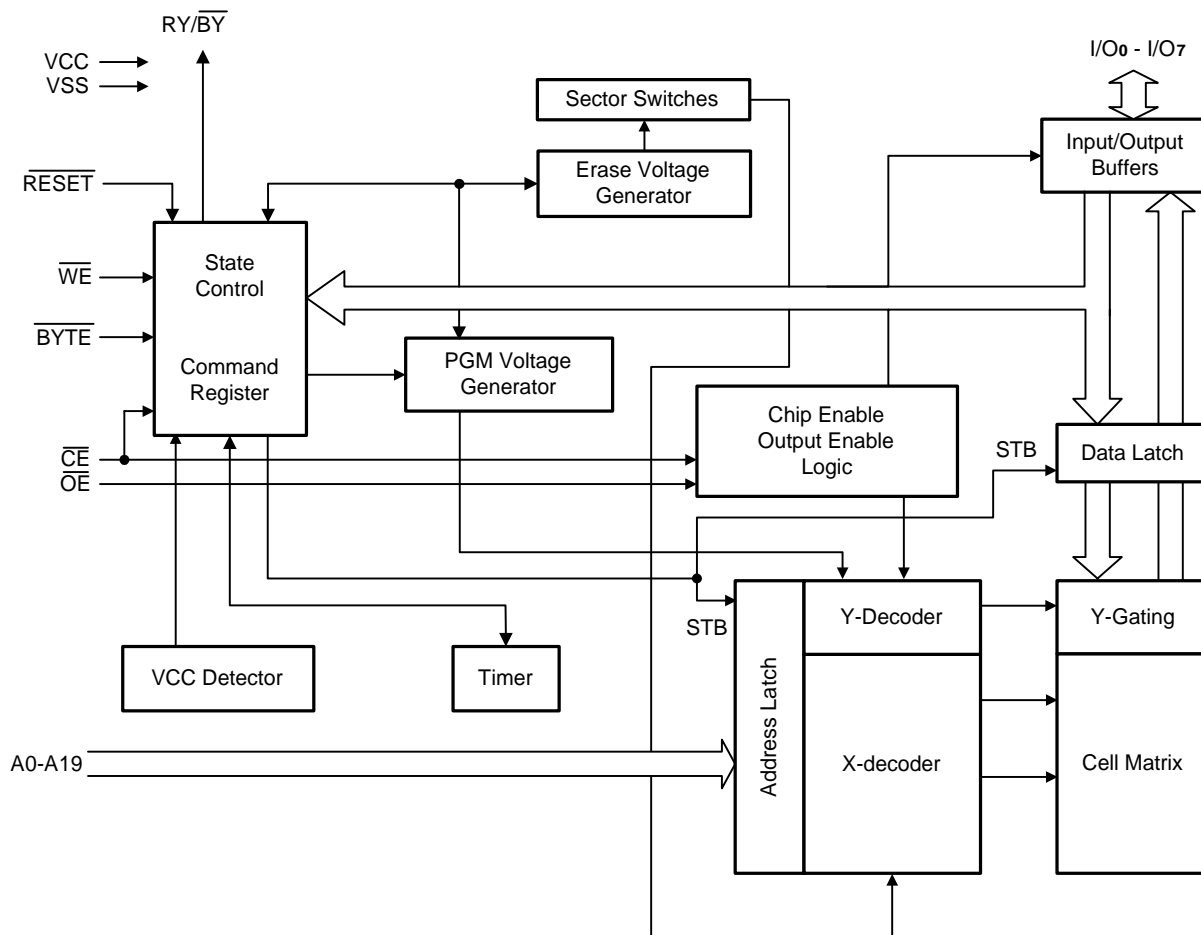 RY/BY
VCC
VSS
I/O0 - I/O7
Sector Switches
Input/Output
Buffers
Erase Voltage
Generator
RESET
State
Control
WE
BYTE
Command
Register
PGM Voltage
Generator
Chip Enable
Output Enable
Logic
CE
OE
STB
Data Latch
STB
Y-Decoder
Y-Gating
VCC Detector
Timer
Address Latch
A0-A19
X-decoder
Cell Matrix